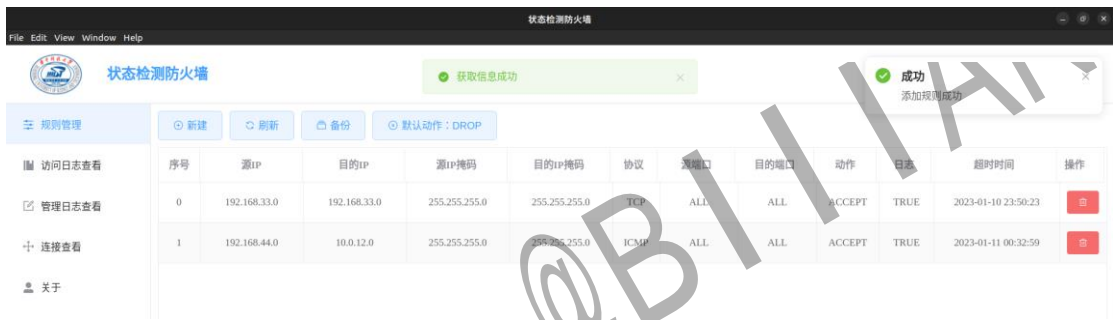 状态检测防火墙
File Edit View Window Help
状态检测防火墙
获取信息成功
成功
添加规则成功
规则管理
新建 刷新 备份 默认动作：DROP
访问日志查看
管理日志查看
连接查看
关于
序号 源IP 目的IP 源IP掩码 目的IP掩码 协议 源端口 目的端口 动作 日志 超时时间 操作
0 192.168.33.0 192.168.33.0 255.255.255.0 255.255.255.0 TCP ALL ALL ACCEPT TRUE 2023-01-10 23:50:23
1 192.168.44.0 10.0.12.0 255.255.255.0 255.255.255.0 ICMP ALL ALL ACCEPT TRUE 2023-01-11 00:32:59